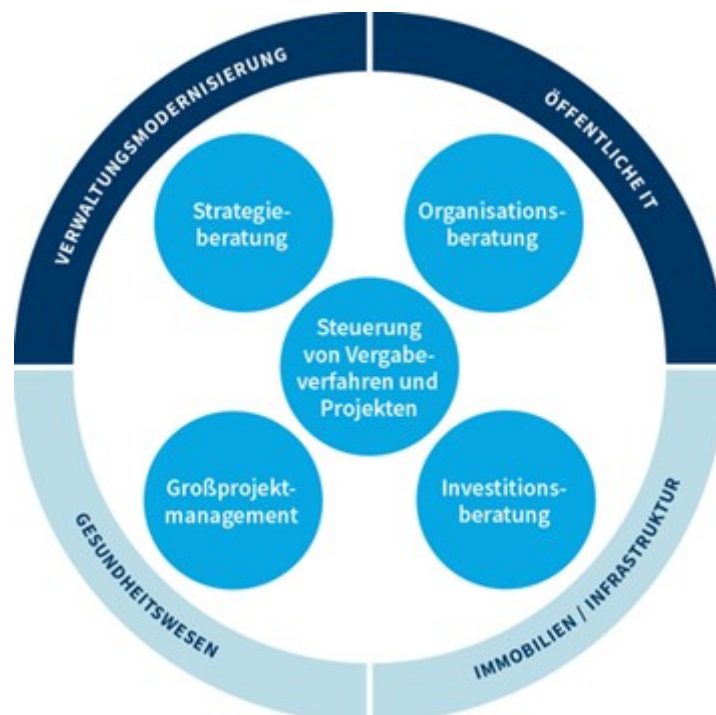 VERWALTUNGSMODERNISIERUNG
ÖFFENTLICHE IT
Strategie-
beratung
Organisations-
beratung
Steuerung
von Vergabe-
verfahren und
Projekten
Großprojekt-
management
Investitions-
beratung
GESUNDHEITSWESEN
IMMOBILIEN / INFRASTRUKTUR